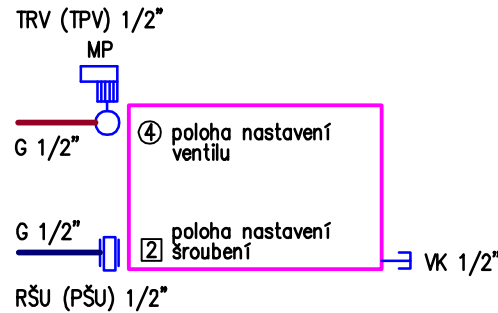 TRV (TPV) 1/2"
MP
G 1/2"
4 poloha nastavení
ventilu
G 1/2"
2 poloha nastavení
šroubení
VK 1/2"
RŠU (PŠU) 1/2"